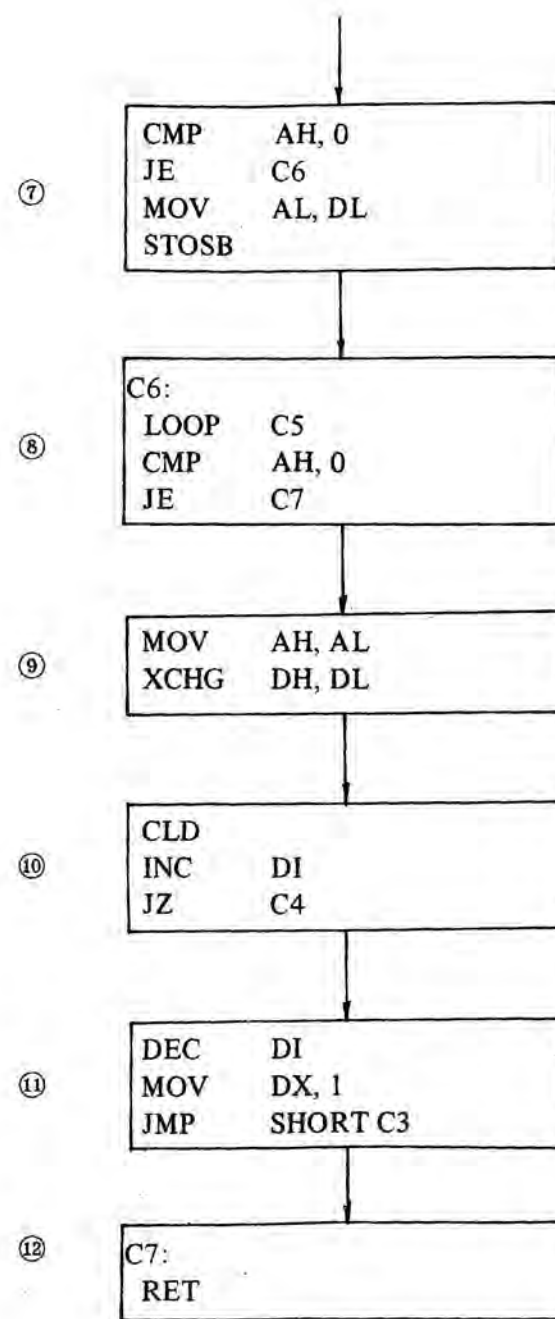 CMP AH, 0
⑦ JE C6
MOV AL, DL
STOSB
C6:
⑧ LOOP C5
CMP AH, 0
JE C7
⑨ MOV AH, AL
XCHG DH, DL
CLD
⑩ INC DI
JZ C4
DEC DI
⑪ MOV DX, 1
JMP SHORT C3
⑫ C7:
RET